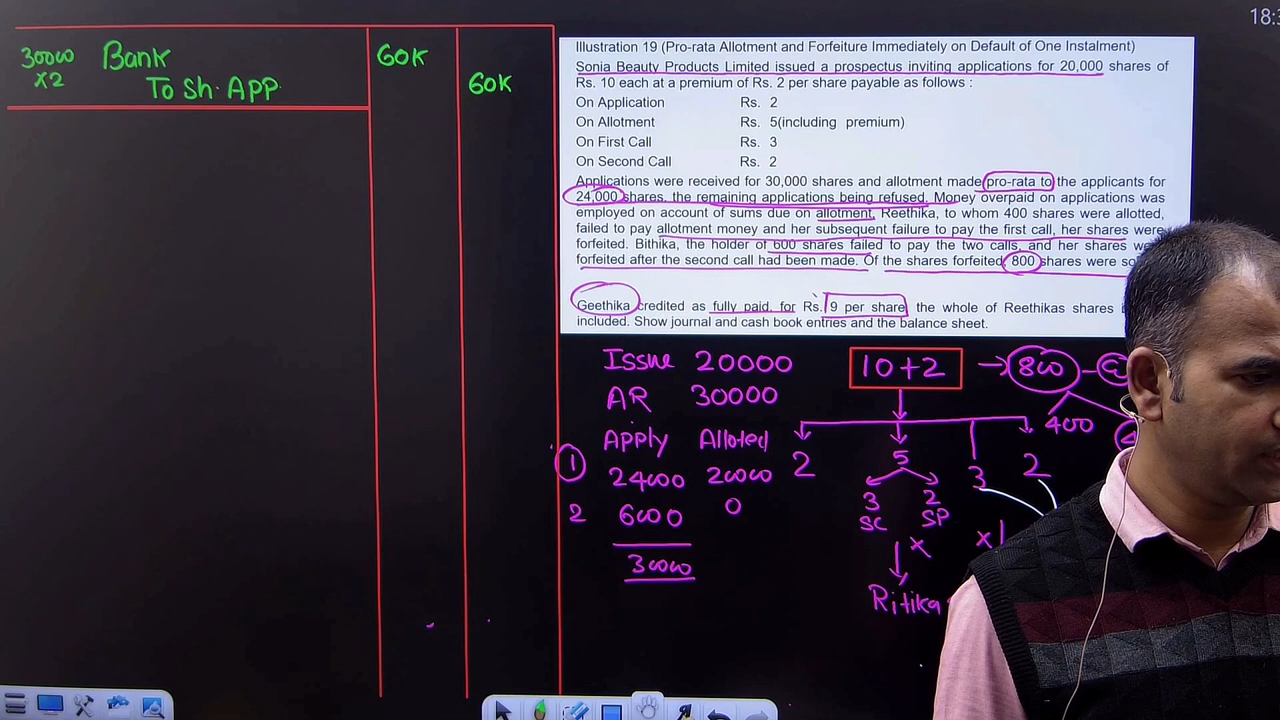 18:3
30000 Bank 60K
X2 To Sh. APP 60K
Illustration 19 (Pro-rata Allotment and Forfeiture Immediately on Default of One Instalment)
Sonia Beauty Products Limited issued a prospectus inviting applications for 20,000 shares of
Rs. 10 each at a premium of Rs. 2 per share payable as follows :
On Application Rs. 2
On Allotment Rs. 5(including premium)
On First Call Rs. 3
On Second Call Rs. 2
Applications were received for 30,000 shares and allotment made pro-rata to the applicants for
24,000 shares, the remaining applications being refused. Money overpaid on applications was
employed on account of sums due on allotment. Reethika, to whom 400 shares were allotted,
failed to pay allotment money and her subsequent failure to pay the first call, her shares were
forfeited. Bithika, the holder of 600 shares failed to pay the two calls, and her shares we
forfeited after the second call had been made. Of the shares forfeited 800 shares were so
Geethika credited as fully paid, for Rs. 9 per share, the whole of Reethikas shares
included. Show journal and cash book entries and the balance sheet.
Issue 20000 10+2 → 800 -
AR 30000
Apply Alloted 400
1 24000 20000 2 5 3 2
2 6000 0 3 2
SC SP
30000 x x
Ritika